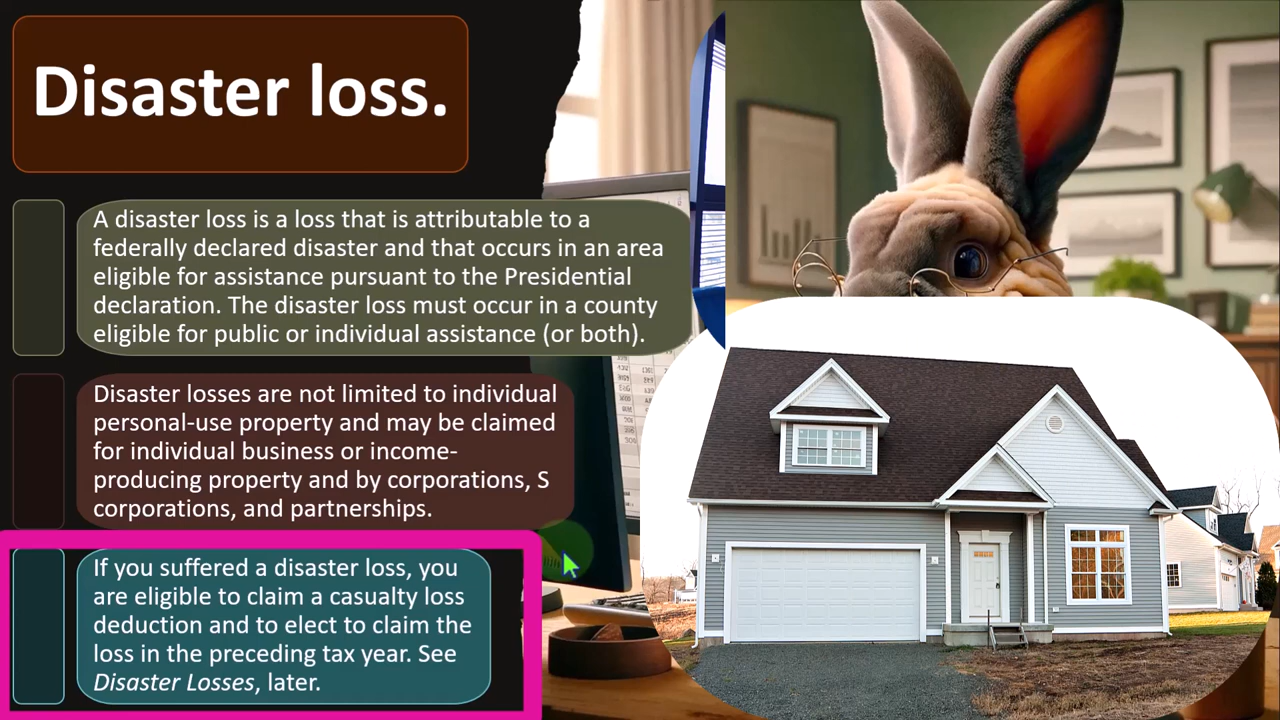 Disaster loss.
A disaster loss is a loss that is attributable to a
federally declared disaster and that occurs in an area
eligible for assistance pursuant to the Presidential
declaration. The disaster loss must occur in a county
eligible for public or individual assistance (or both).
Disaster losses are not limited to individual
personal-use property and may be claimed
for individual business or income-
producing property and by corporations, S
corporations, and partnerships.
If you suffered a disaster loss, you
are eligible to claim a casualty loss
deduction and to elect to claim the
loss in the preceding tax year. See
Disaster Losses, later.